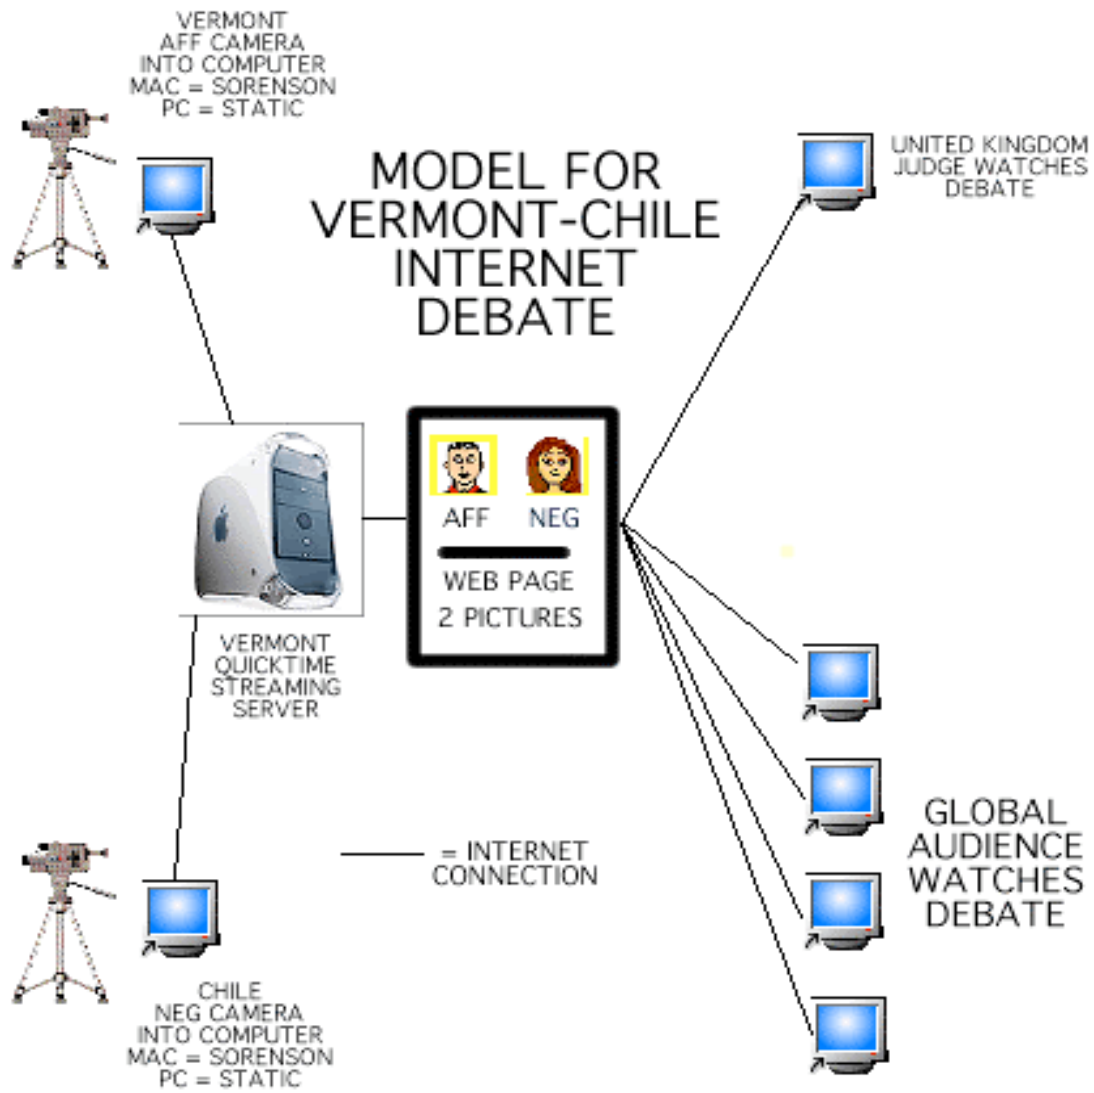 VERMONT
AFF CAMERA
INTO COMPUTER
MAC = SORENSON
PC = STATIC
MODEL FOR
VERMONT-CHILE
INTERNET
DEBATE
UNITED KINGDOM
JUDGE WATCHES
DEBATE
AFF NEG
WEB PAGE
2 PICTURES
VERMONT
QUICKTIME
STREAMING
SERVER
= INTERNET
CONNECTION
GLOBAL
AUDIENCE
WATCHES
DEBATE
CHILE
NEG CAMERA
INTO COMPUTER
MAC = SORENSON
PC = STATIC